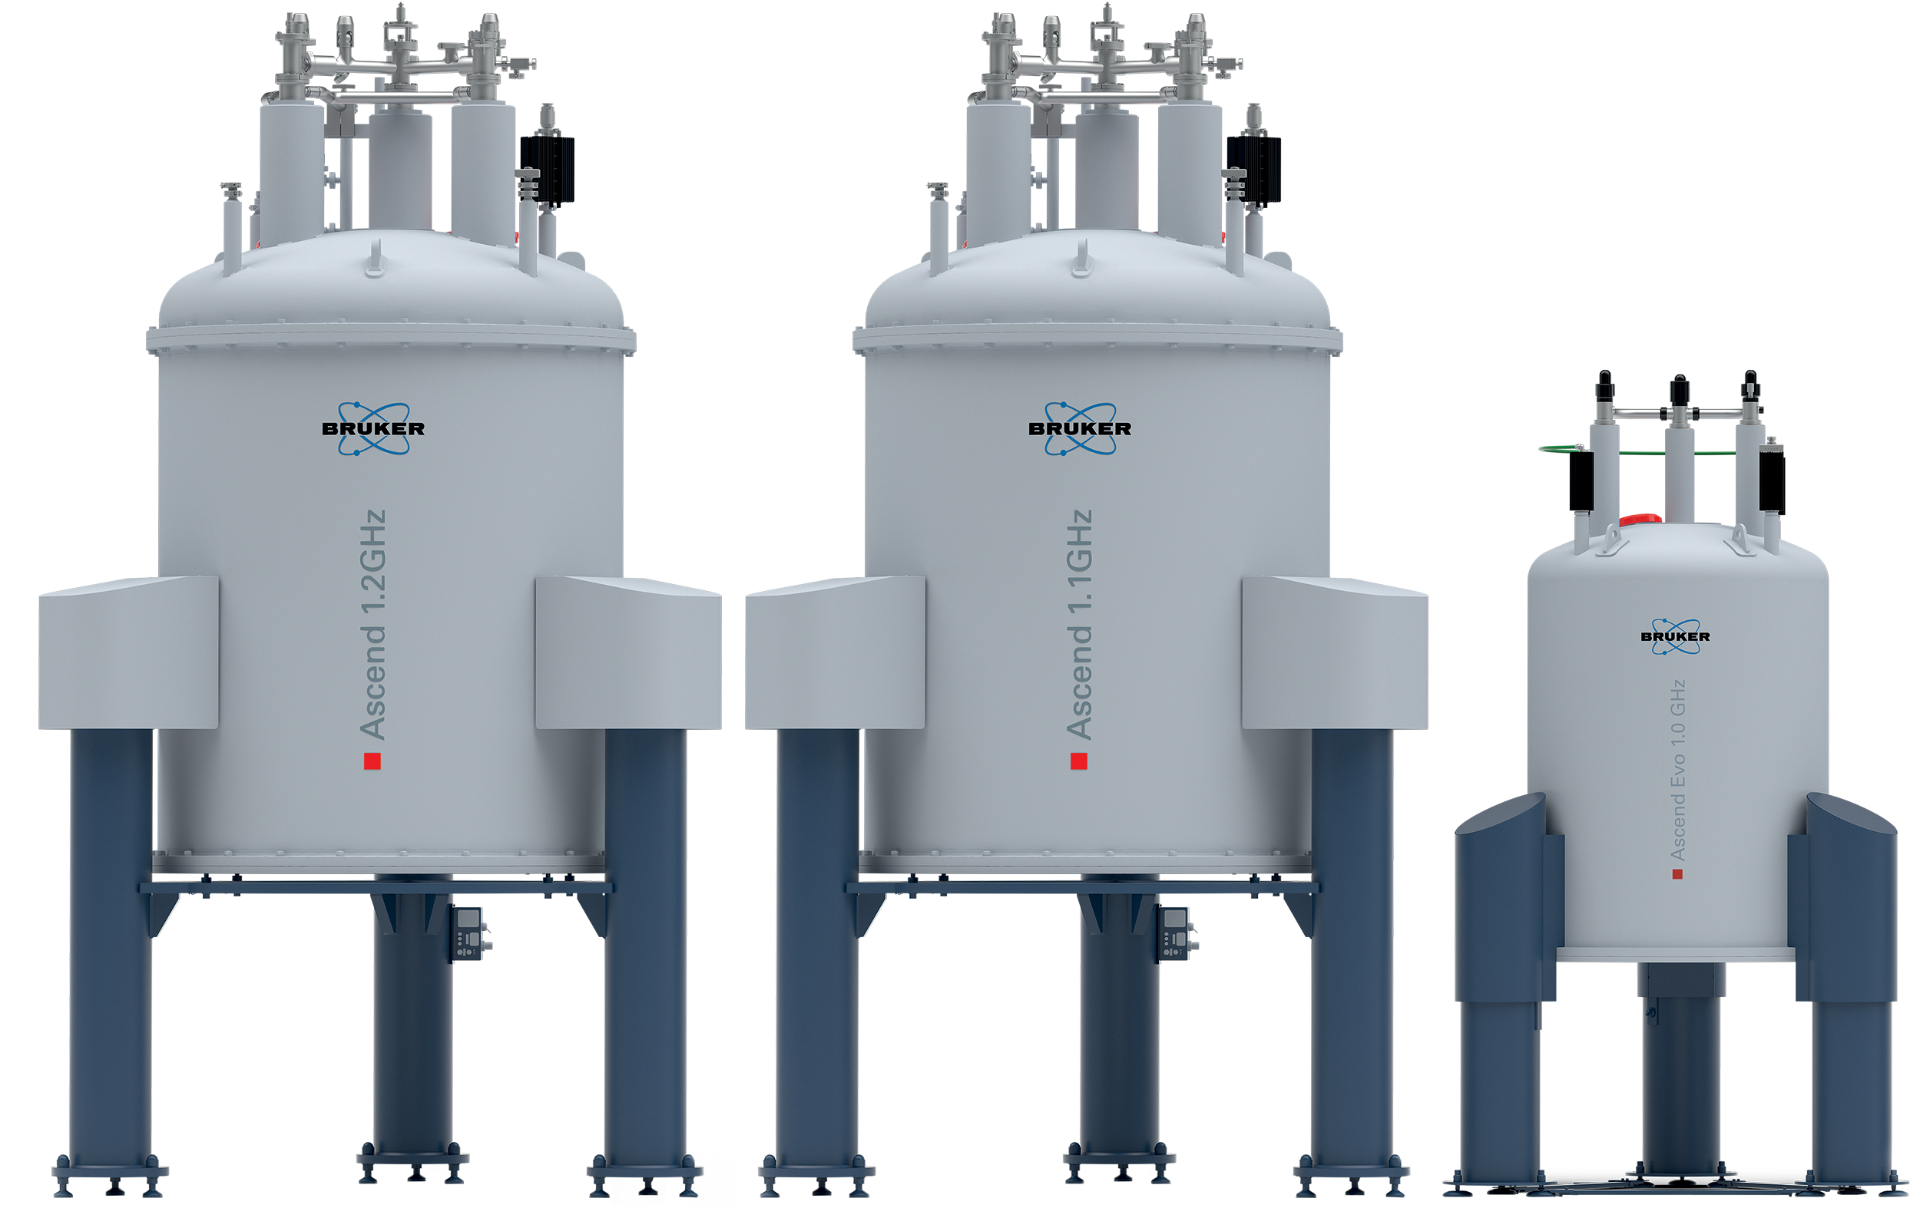 BRUKER
Ascend 1.2GHz
BRUKER
Ascend 1.1GHz
BRUKER
Ascend Evo 1.0 GHz